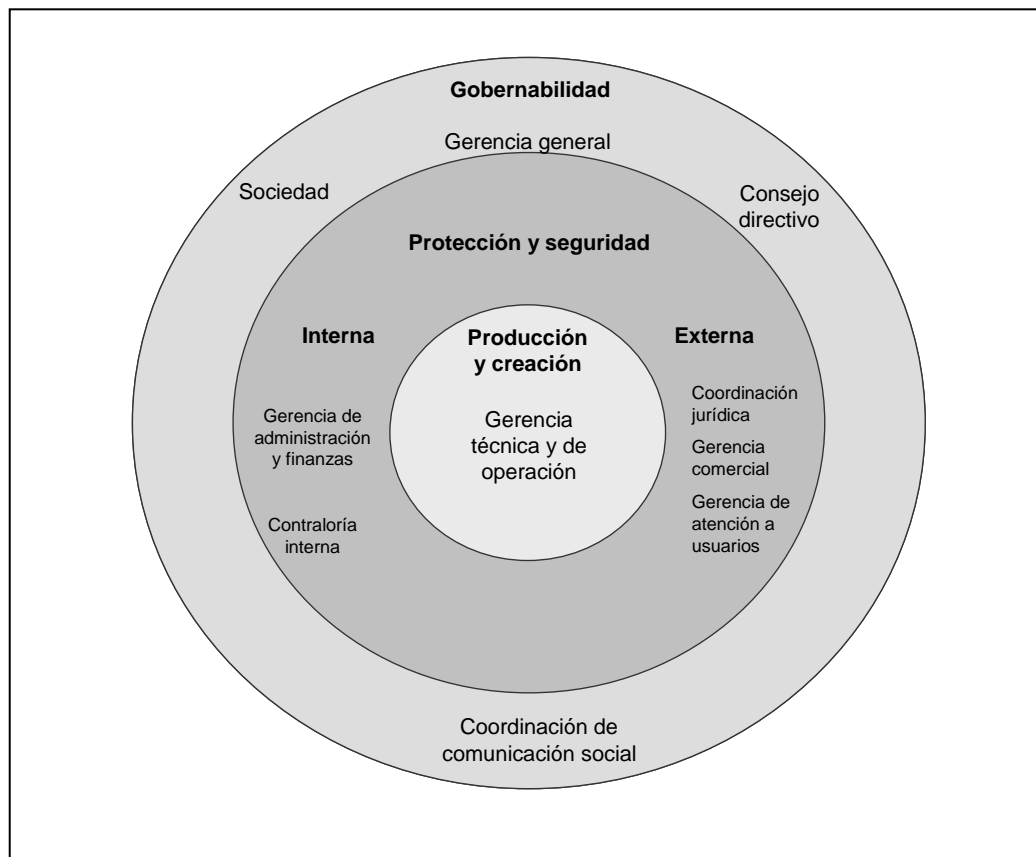 Gobernabilidad
Gerencia general
Sociedad
Consejo
directivo
Protección y seguridad
Interna
Producción
y creación
Externa
Gerencia de
administración
y finanzas
Contraloría
interna
Gerencia
técnica y de
operación
Coordinación
jurídica
Gerencia
comercial
Gerencia de
atención a
usuarios
Coordinación de
comunicación social